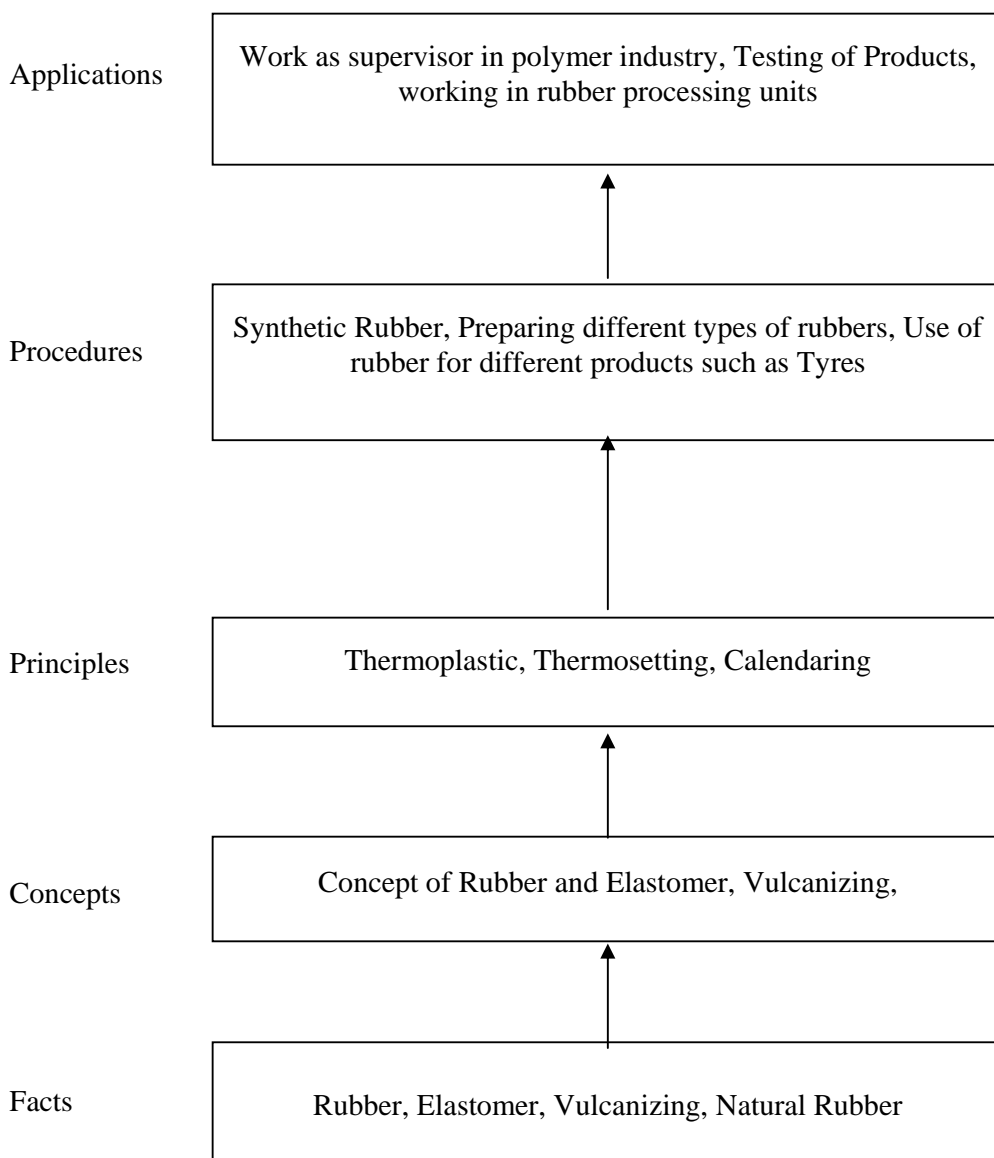 Applications
Work as supervisor in polymer industry, Testing of Products,
working in rubber processing units
Procedures
Synthetic Rubber, Preparing different types of rubbers, Use of
rubber for different products such as Tyres
Principles
Thermoplastic, Thermosetting, Calendaring
Concepts
Concept of Rubber and Elastomer, Vulcanizing,
Facts
Rubber, Elastomer, Vulcanizing, Natural Rubber